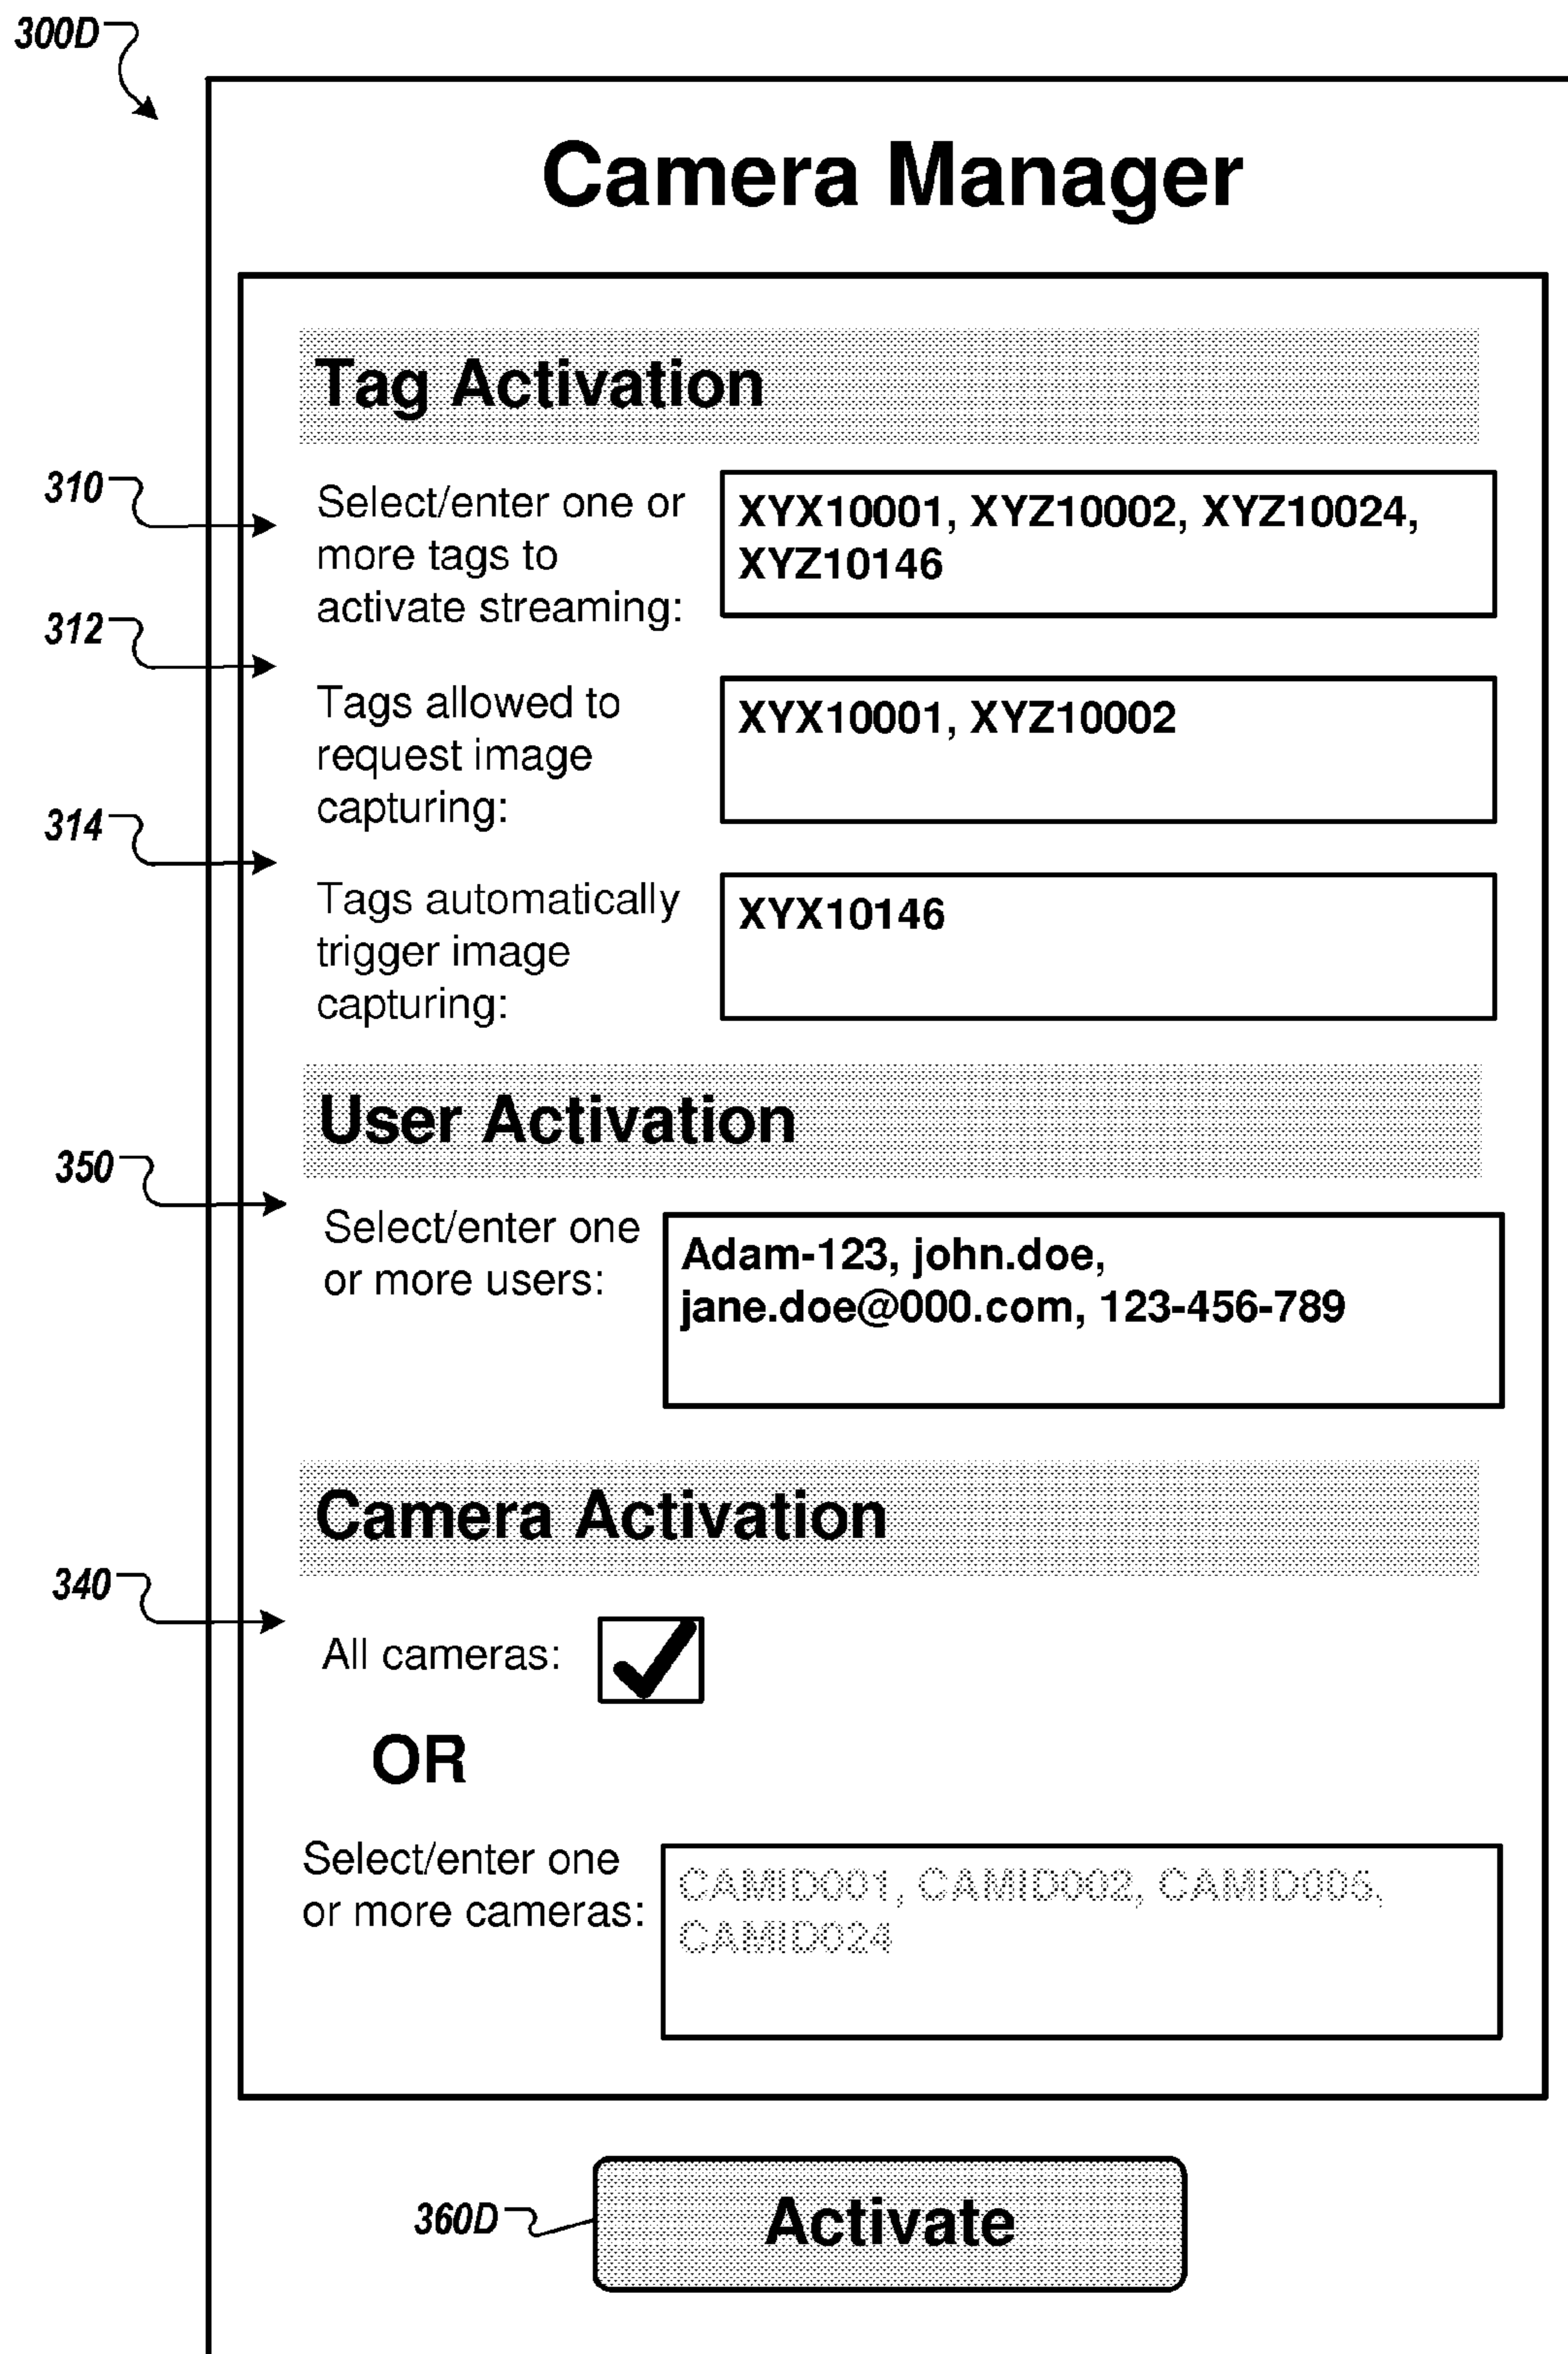 300D
Camera Manager
Tag Activation
310
Select/enter one or
more tags to
activate streaming:
XYX10001, XYZ10002, XYZ10024,
XYZ10146
312
Tags allowed to
request image
capturing:
XYX10001, XYZ10002
314
Tags automatically
trigger image
capturing:
XYX10146
User Activation
350
Select/enter one
or more users:
Adam-123, john.doe,
jane.doe@000.com, 123-456-789
Camera Activation
340
All cameras:
OR
Select/enter one
or more cameras:
CAMID001, CAMID002, CAMID005,
CAMID024
360D
Activate